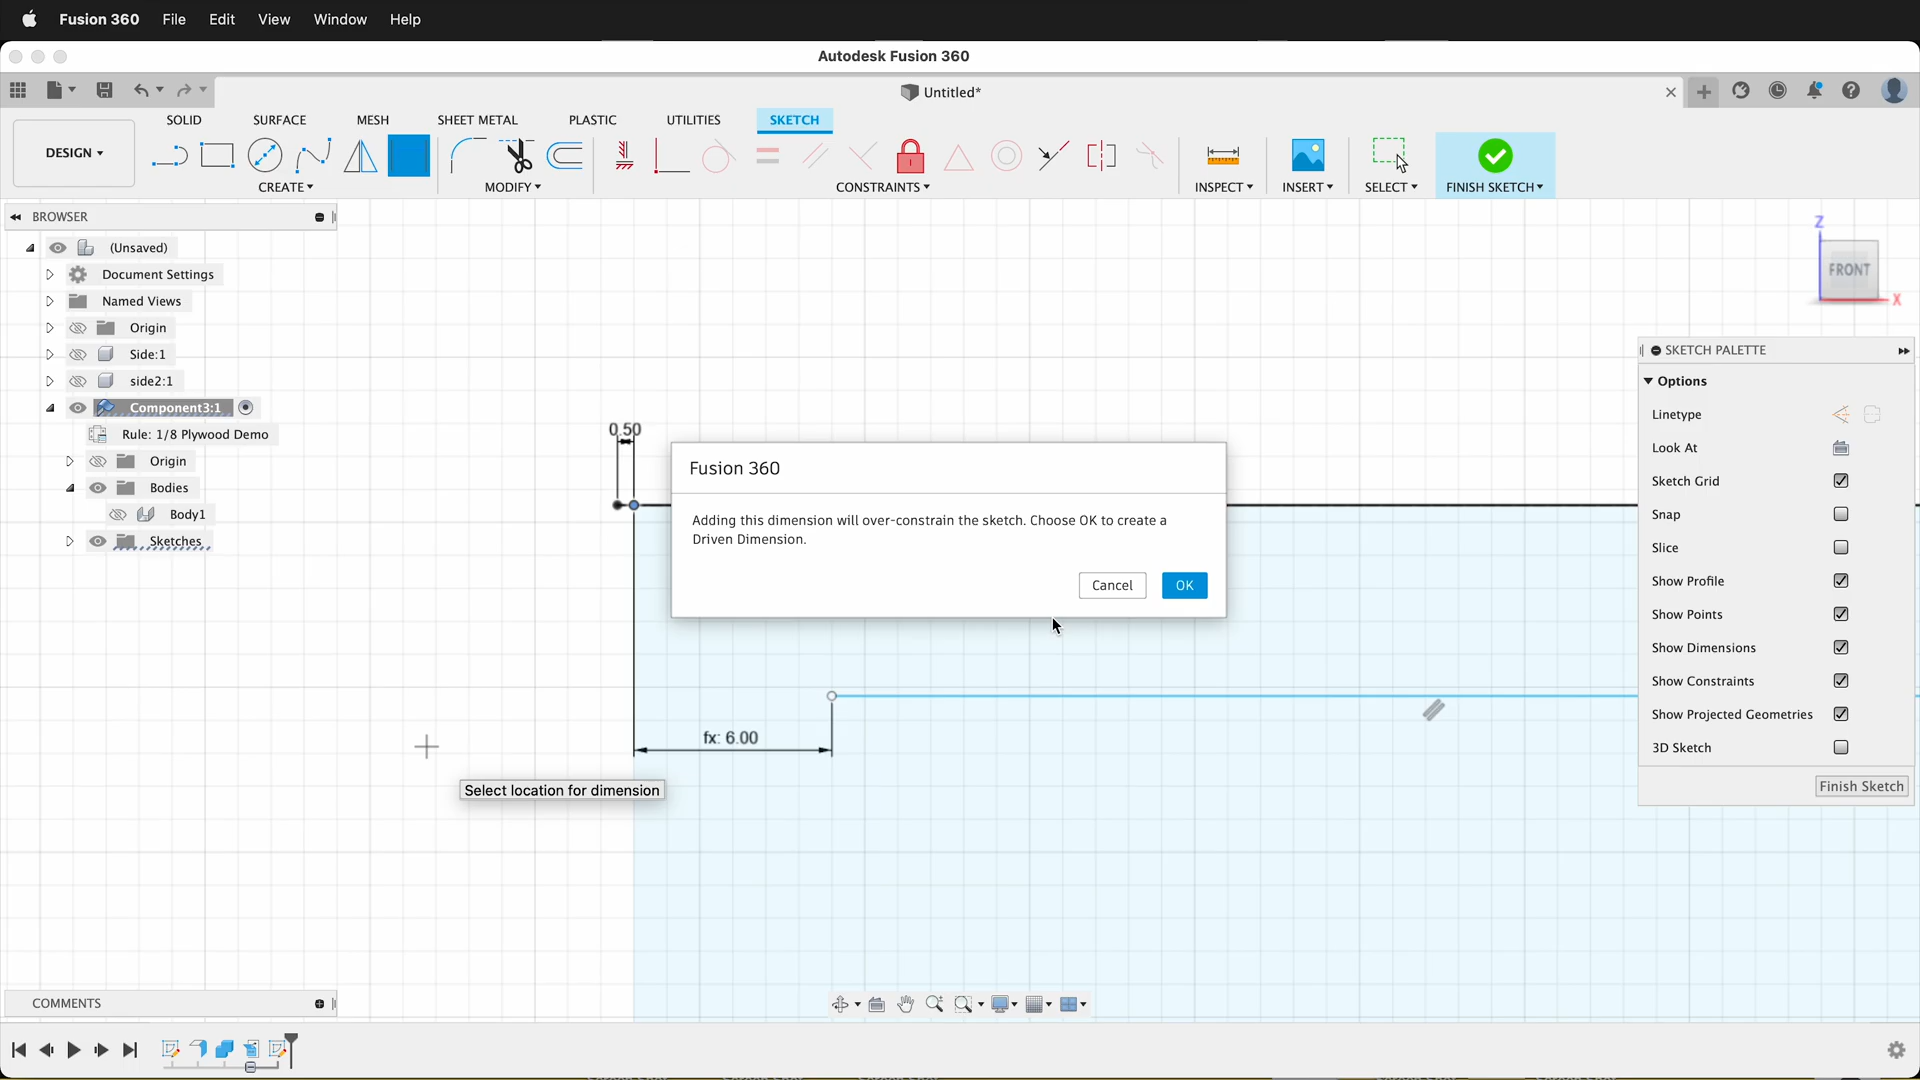 Fusion 360 File Edit View Window Help
Autodesk Fusion 360
Untitled*
SOLID SURFACE MESH SHEET METAL PLASTIC UTILITIES SKETCH
DESIGN
CREATE MODIFY CONSTRAINTS INSPECT INSERT SELECT FINISH SKETCH
BROWSER
(Unsaved)
Document Settings
Named Views
Origin
Side:1
side2:1
Component3:1
Rule: 1/8 Plywood Demo
Origin
Bodies
Body1
Sketches
Z
FRONT
X
0.50
Fusion 360
Adding this dimension will over-constrain the sketch. Choose OK to create a
Driven Dimension.
Cancel OK
fx: 6.00
Select location for dimension
SKETCH PALETTE
Options
Linetype
Look At
Sketch Grid
Snap
Slice
Show Profile
Show Points
Show Dimensions
Show Constraints
Show Projected Geometries
3D Sketch
Finish Sketch
COMMENTS